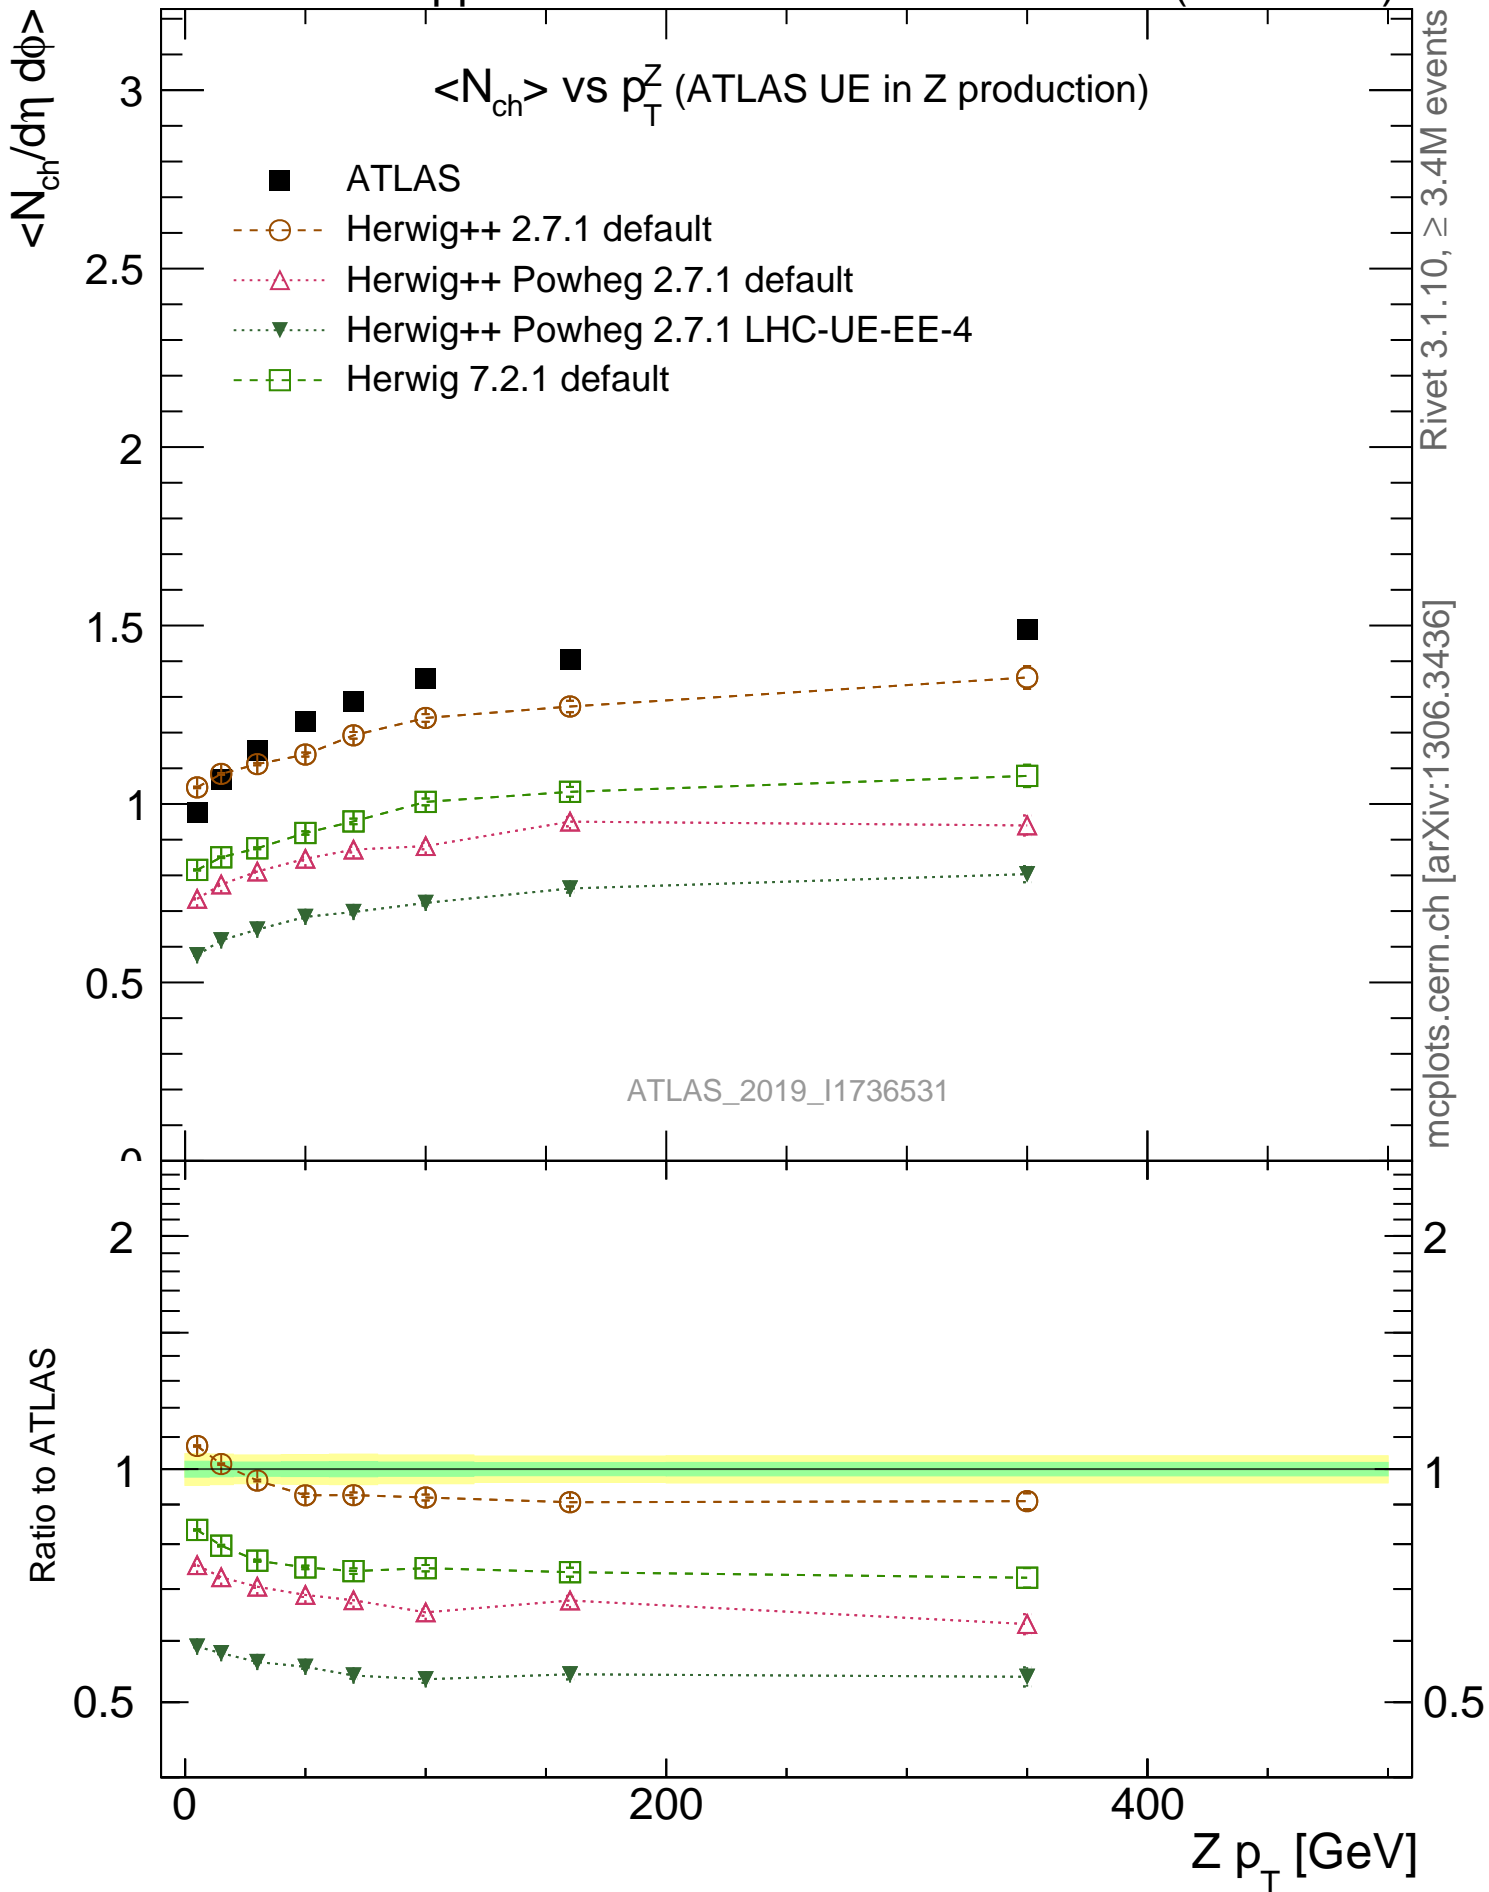 pp
<N_ch/dη dϕ>
<N_ch> vs p_T^Z (ATLAS UE in Z production)
ATLAS
Herwig++ 2.7.1 default
Herwig++ Powheg 2.7.1 default
Herwig++ Powheg 2.7.1 LHC-UE-EE-4
Herwig 7.2.1 default
3
2.5
2
1.5
1
0.5
0
ATLAS_2019_I1736531
Rivet 3.1.10, ≥ 3.4M events
mcplots.cern.ch [arXiv:1306.3436]
Ratio to ATLAS
2
1
0.5
2
1
0.5
0
200
400
Z p_T [GeV]